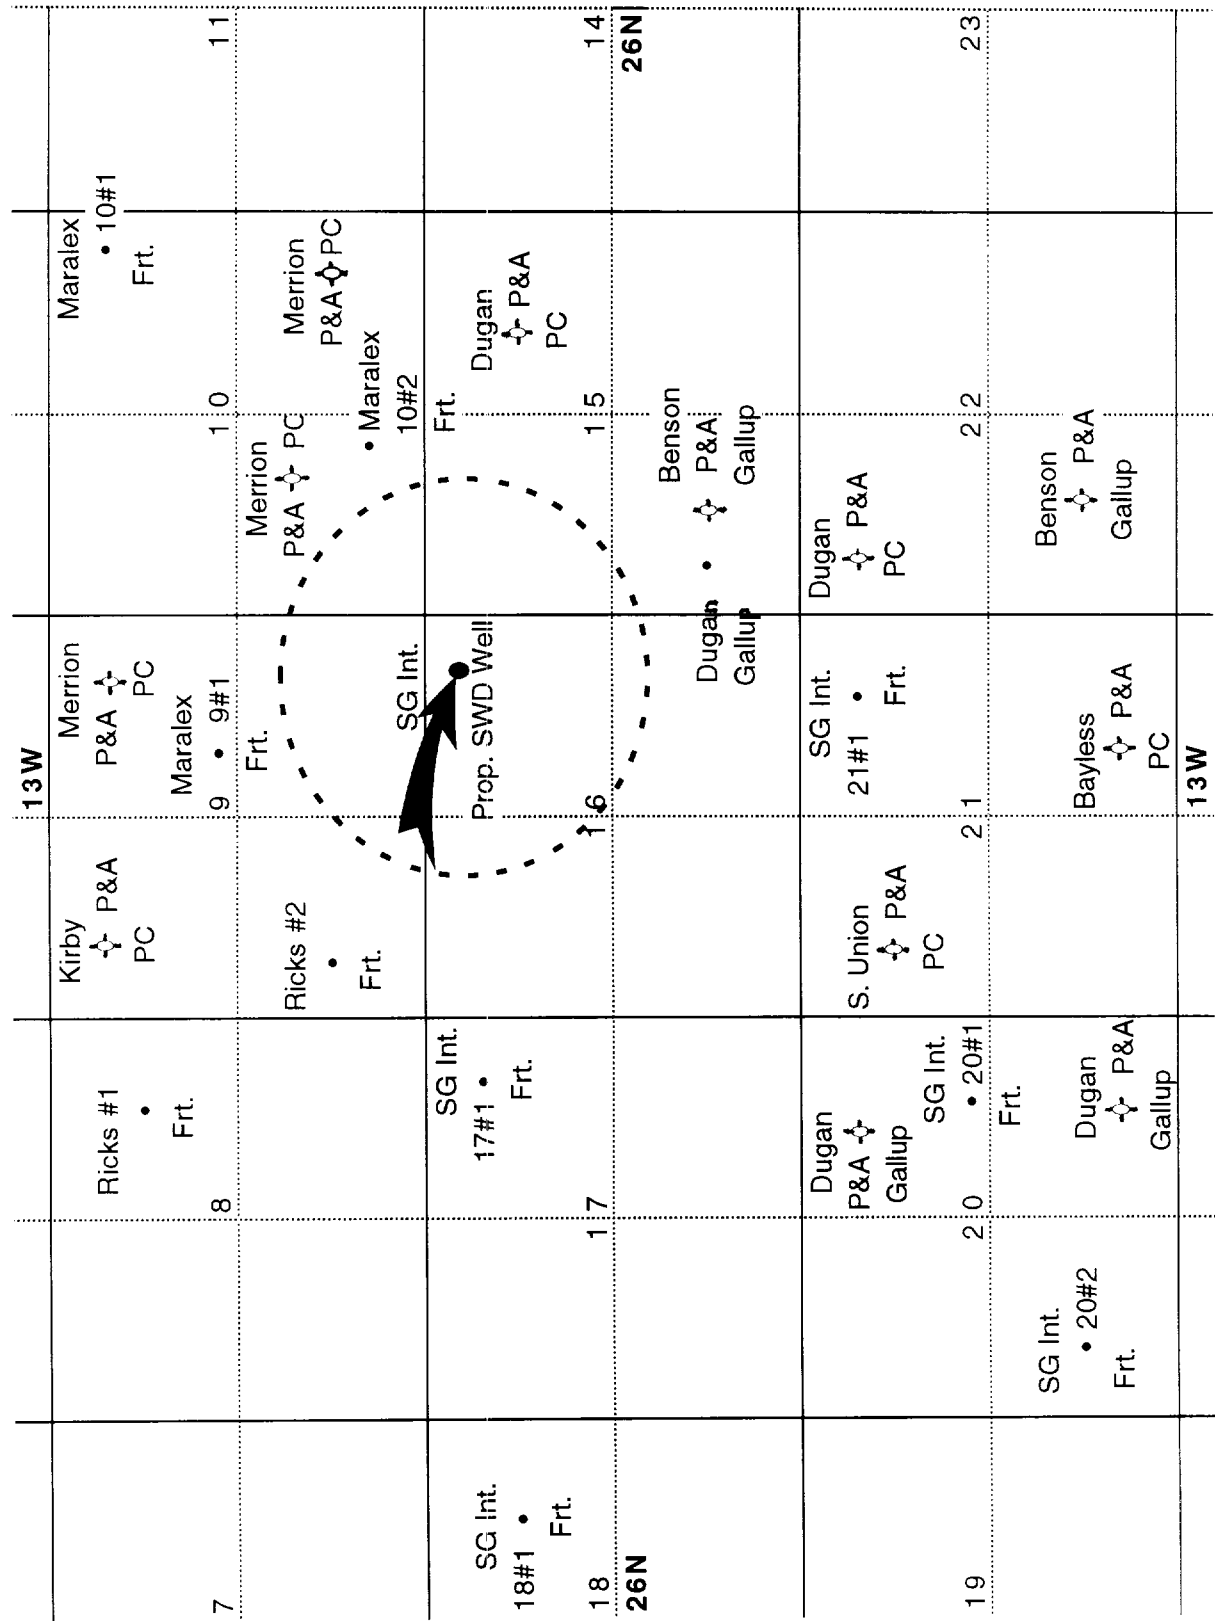 13W
Kirby
P&A
PC
Merrion
P&A
PC
Maralex
10#1
Frt.
Ricks #1
Frt.
Maralex
9#1
Frt.
7
8
9
10
11
Ricks #2
Frt.
Merrion
P&A PC
Merrion
P&A PC
Maralex
10#2
Frt.
SG Int.
18#1
Frt.
SG Int.
17#1
Frt.
SG Int.
Prop. SWD Well
Dugan
P&A
PC
18
17
16
15
14
26N
26N
Dugan
Gallup
Benson
P&A
Gallup
Dugan
P&A
Gallup
S. Union
P&A
PC
SG Int.
21#1
Frt.
Dugan
P&A
PC
SG Int.
20#1
Frt.
19
20
21
22
23
SG Int.
20#2
Frt.
Dugan
P&A
Gallup
Bayless
P&A
PC
Benson
P&A
Gallup
13W